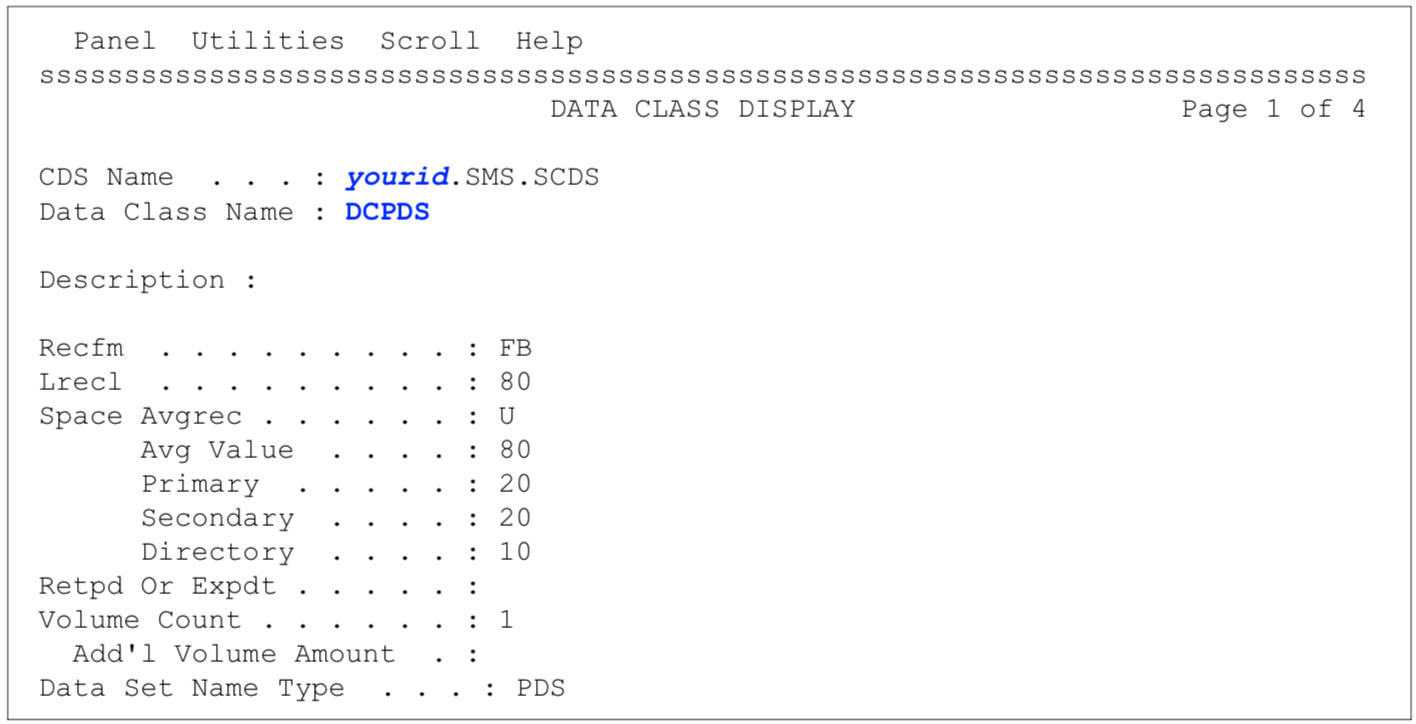 Panel  Utilities  Scroll  Help
ssssssssssssssssssssssssssssssssssssssssssssssssssssssssssssssssssssssssssssss
DATA CLASS DISPLAY                   Page 1 of 4
CDS Name  . . . : yourid.SMS.SCDS
Data Class Name : DCPDS
Description :
Recfm  . . . . . . . . . : FB
Lrecl  . . . . . . . . . : 80
Space Avgrec . . . . . . : U
      Avg Value  . . . . : 80
      Primary  . . . . . : 20
      Secondary  . . . . : 20
      Directory  . . . . : 10
Retpd Or Expdt . . . . . :
Volume Count . . . . . . : 1
  Add'l Volume Amount  . :
Data Set Name Type  . . . : PDS